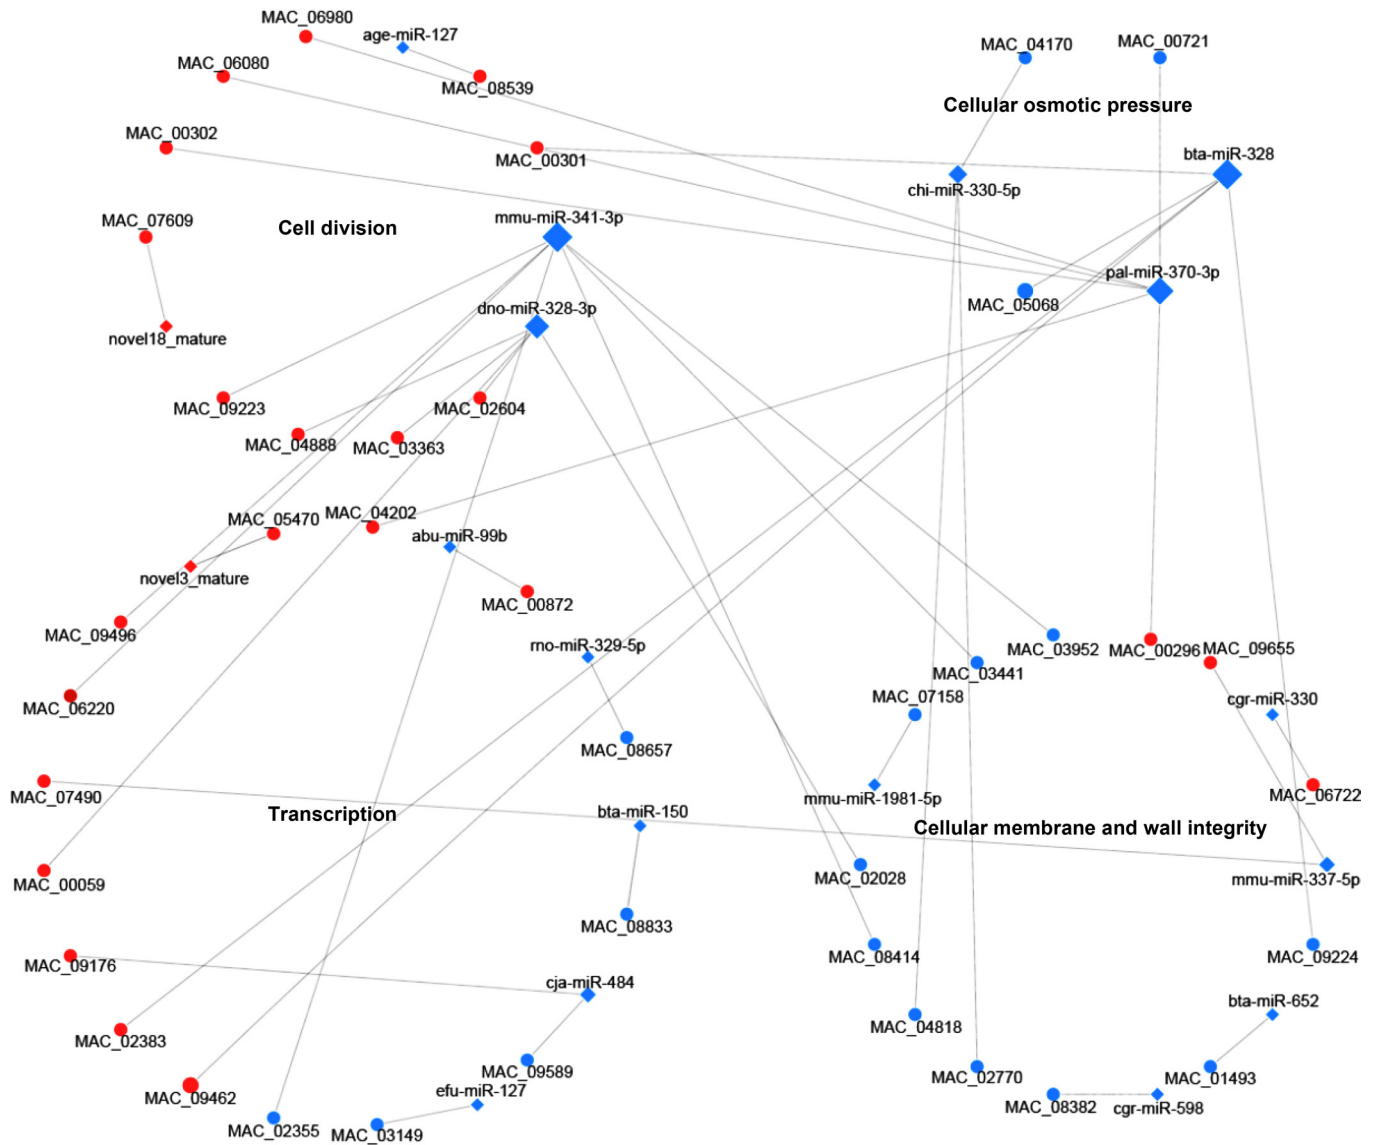 MAC_06980
age-miR-127
MAC_04170
MAC_00721
MAC_06080
MAC_08539
Cellular osmotic pressure
MAC_00302
MAC_00301
bta-miR-328
chi-miR-330-5p
MAC_07609
Cell division
mmu-miR-341-3p
pal-miR-370-3p
MAC_05068
dno-miR-328-3p
novel18_mature
MAC_09223
MAC_02604
MAC_04888
MAC_03363
MAC_05470
MAC_04202
abu-miR-99b
novel3_mature
MAC_00872
MAC_09496
rno-miR-329-5p
MAC_03952
MAC_00296
MAC_09655
MAC_03441
MAC_06220
MAC_07158
cgr-miR-330
MAC_08657
MAC_07490
mmu-miR-1981-5p
MAC_06722
Transcription
bta-miR-150
Cellular membrane and wall integrity
MAC_00059
MAC_02028
mmu-miR-337-5p
MAC_08833
MAC_09176
MAC_08414
MAC_09224
cja-miR-484
bta-miR-652
MAC_02383
MAC_04818
MAC_09589
MAC_02770
MAC_01493
efu-miR-127
MAC_09462
MAC_08382
cgr-miR-598
MAC_02355
MAC_03149